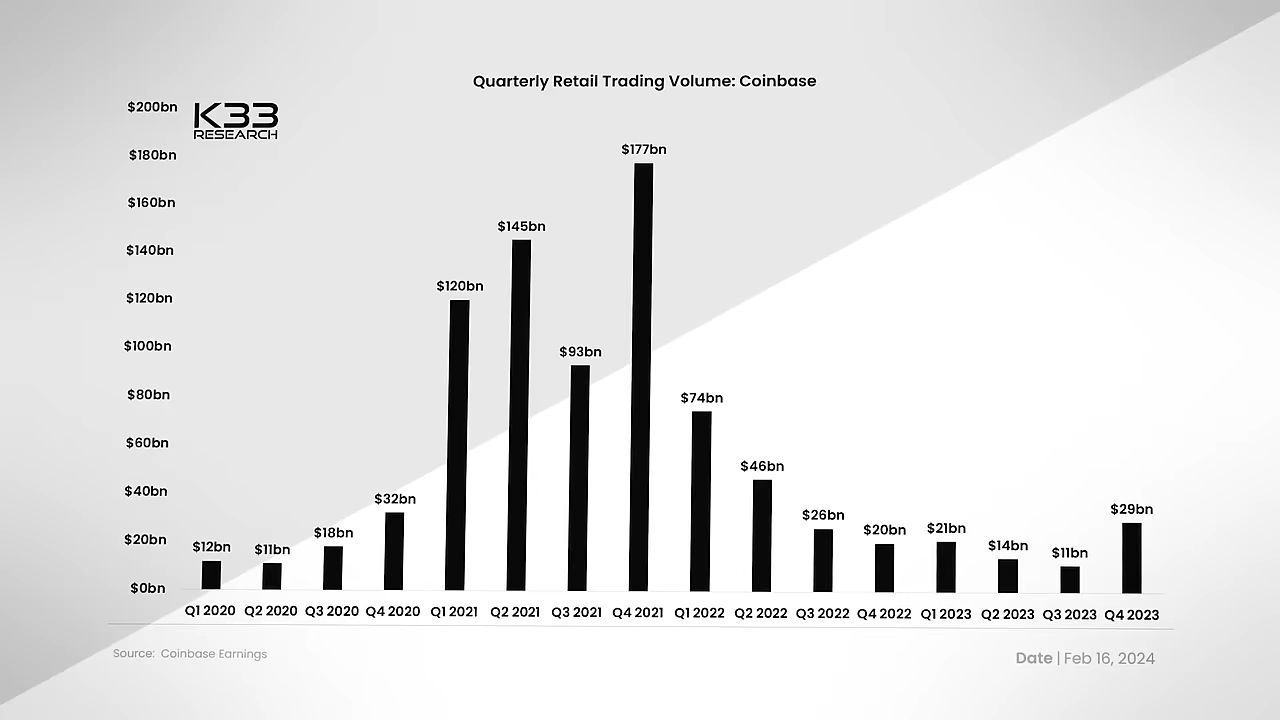 Quarterly Retail Trading Volume: Coinbase
K33
RESEARCH
$200bn
$180bn
$160bn
$140bn
$120bn
$100bn
$80bn
$60bn
$40bn
$20bn
$0bn
$12bn
$11bn
$18bn
$32bn
$120bn
$145bn
$93bn
$177bn
$74bn
$46bn
$26bn
$20bn
$21bn
$14bn
$11bn
$29bn
Q1 2020 Q2 2020 Q3 2020 Q4 2020 Q1 2021 Q2 2021 Q3 2021 Q4 2021 Q1 2022 Q2 2022 Q3 2022 Q4 2022 Q1 2023 Q2 2023 Q3 2023 Q4 2023
Source: Coinbase Earnings
Date | Feb 16, 2024